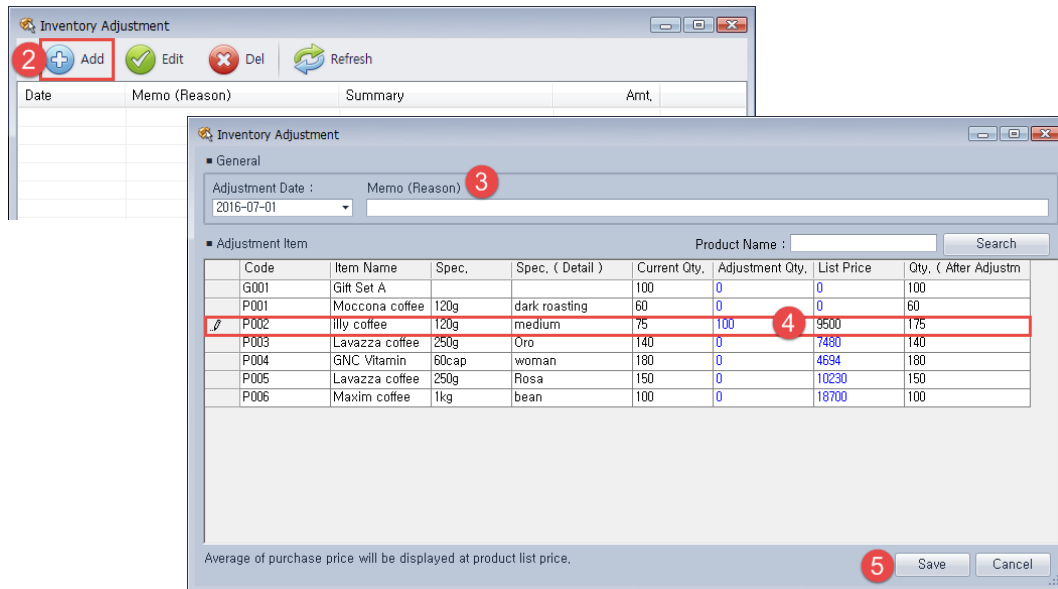 Inventory Adjustment
2 Add Edit Del Refresh
Date Memo (Reason) Summary Amt.
Inventory Adjustment
■ General
Adjustment Date : Memo (Reason) 3
2016-07-01
■ Adjustment Item Product Name : Search
Code Item Name Spec. Spec. ( Detail ) Current Qty. Adjustment Qty. List Price Qty. ( After Adjustm
G001 Gift Set A 100 0 0 100
P001 Moccona coffee 120g dark roasting 60 0 0 60
P002 illy coffee 120g medium 75 100 4 9500 175
P003 Lavazza coffee 250g Oro 140 0 7480 140
P004 GNC Vitamin 60cap woman 180 0 4694 180
P005 Lavazza coffee 250g Rosa 150 0 10230 150
P006 Maxim coffee 1kg bean 100 0 18700 100
Average of purchase price will be displayed at product list price.
5 Save Cancel